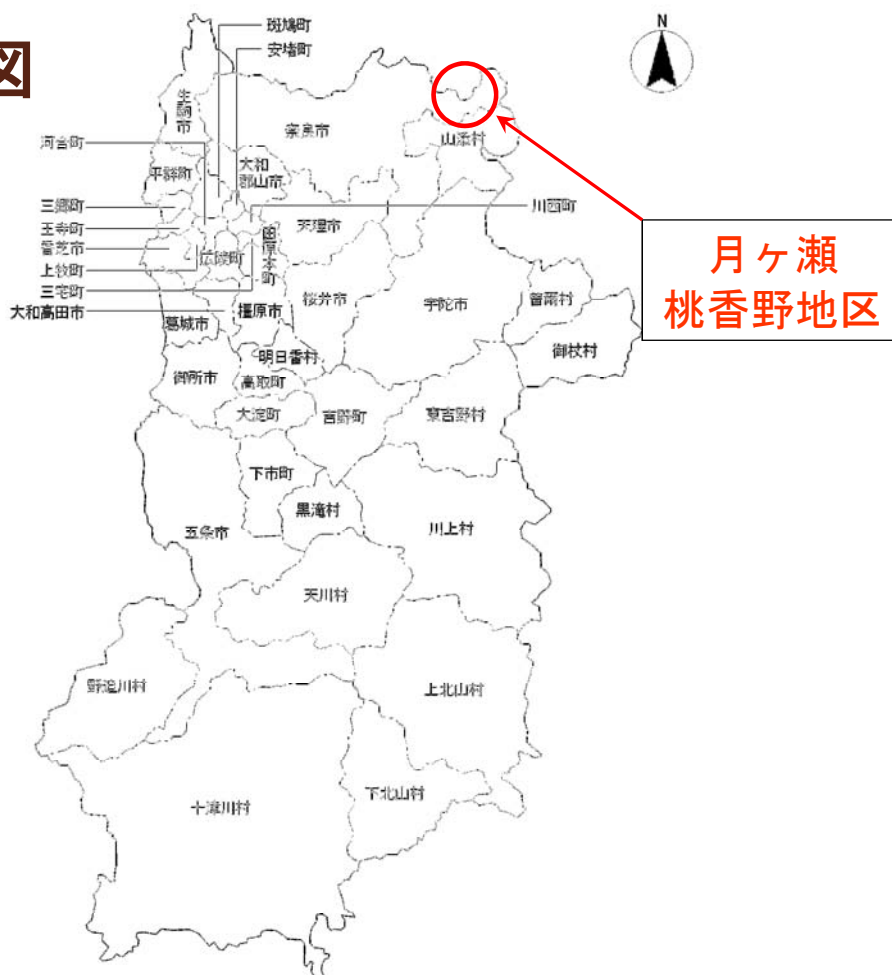 図
N
斑鳩町
安堵町
生駒市
奈良市
山添村
河合町
平群町
大和
郡山市
三郷町
王寺町
香芝市
上牧町
三宅町
大和高田市
広陵町
田原本町
天理市
川西町
月ヶ瀬
桃香野地区
葛城市
橿原市
桜井市
宇陀市
曽爾村
御杖村
明日香村
御所市
高取町
大淀町
吉野町
東吉野村
下市町
黒滝村
五条市
川上村
天川村
野迫川村
上北山村
十津川村
下北山村